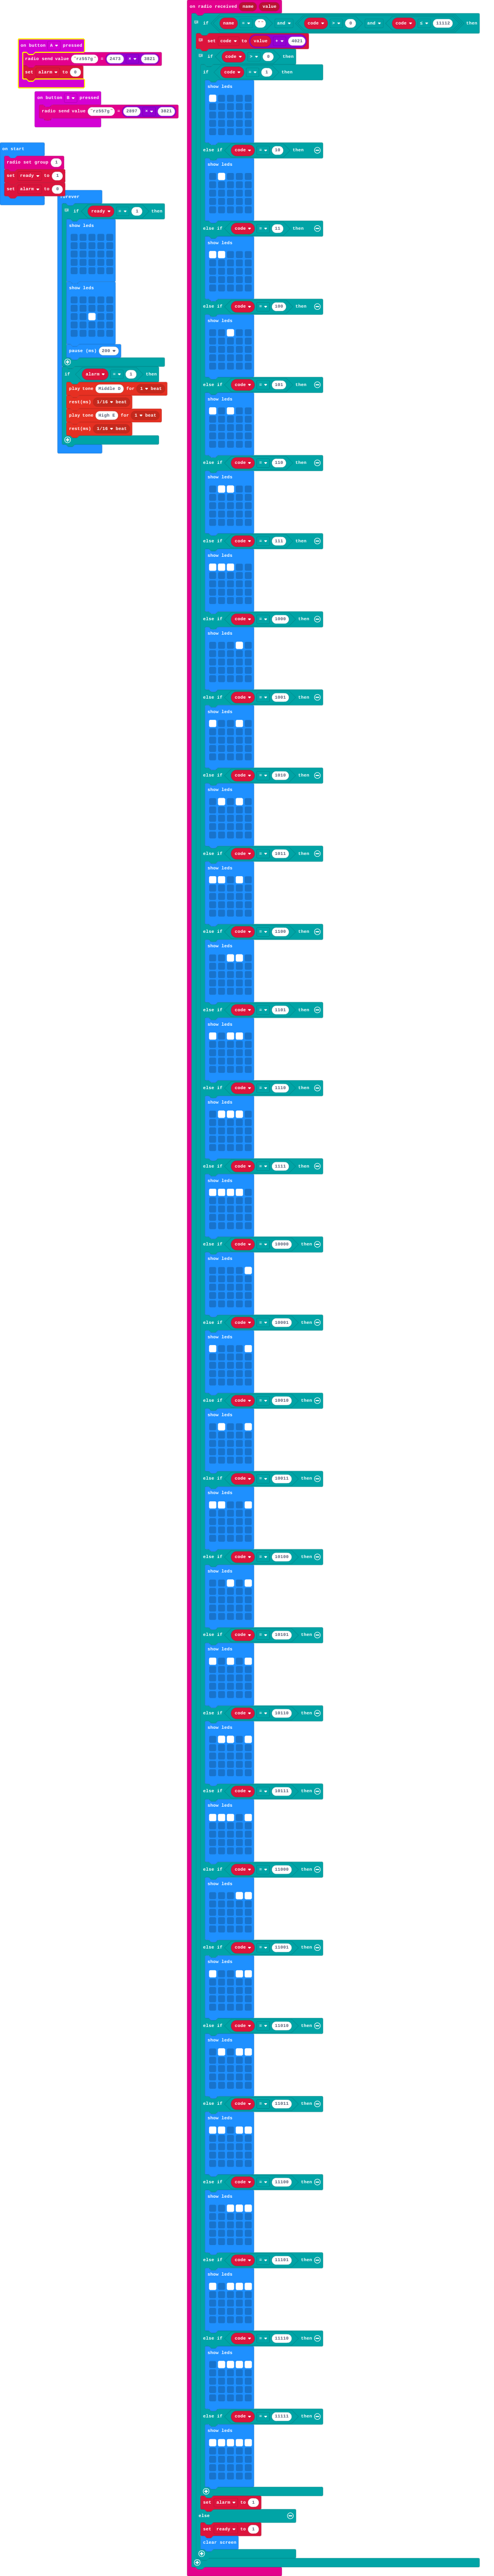 on button A pressed
radio send value "rz957g" = 2473 + 3821
set alarm to 0
on button B pressed
radio send value = 3821
on start
radio set group 1
set ready to 1
set alarm to 0
forever
if ready = 1 then
show leds
show leds
pause (ms) 200
if alarm = 1 then
play tone Middle D for 1 beat
rest(ms) 1/16 beat
play tone High E for 1 beat
rest(ms) 1/16 beat
on radio received name value
if name = and code = 0 and code ≤ 11112 then
set code to value + 4021
if code > 0 then
if code = 1 then
show leds
else if code = 10 then
show leds
else if code = 11 then
show leds
else if code = 100 then
show leds
else if code = 101 then
show leds
else if code = 110 then
show leds
else if code = 111 then
show leds
else if code = 1000 then
show leds
else if code = 1001 then
show leds
else if code = 1010 then
show leds
else if code = 1011 then
show leds
else if code = 1100 then
show leds
else if code = 1101 then
show leds
else if code = 1110 then
show leds
else if code = 1111 then
show leds
else if code = 10000 then
show leds
else if code = 10001 then
show leds
else if code = 10010 then
show leds
else if code = 10011 then
show leds
else if code = 10100 then
show leds
else if code = 10101 then
show leds
else if code = 10110 then
show leds
else if code = 10111 then
show leds
else if code = 11000 then
show leds
else if code = 11001 then
show leds
else if code = 11010 then
show leds
else if code = 11011 then
show leds
else if code = 11100 then
show leds
else if code = 11101 then
show leds
else if code = 11110 then
show leds
else if code = 11111 then
show leds
set alarm to 1
else
set ready to 1
clear screen